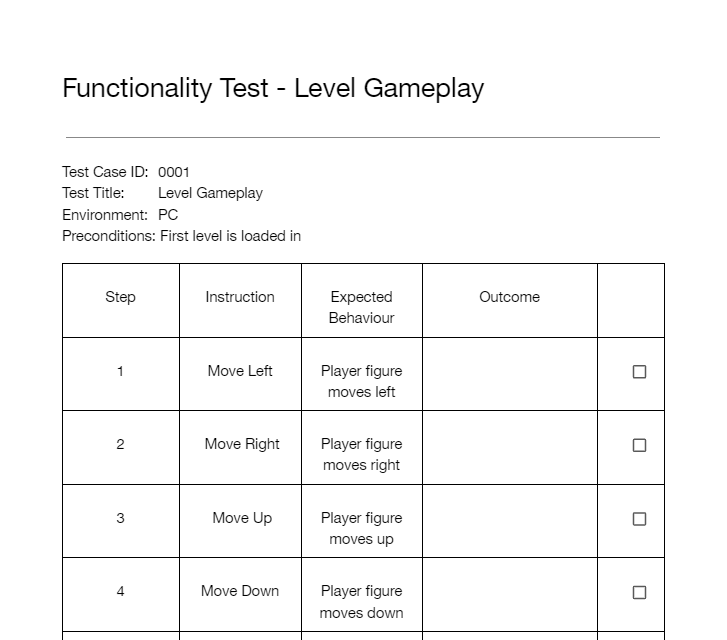 Functionality Test - Level Gameplay
Test Case ID: 0001
Test Title: Level Gameplay
Environment: PC
Preconditions: First level is loaded in
Step Instruction Expected Behaviour Outcome
1 Move Left Player figure moves left
2 Move Right Player figure moves right
3 Move Up Player figure moves up
4 Move Down Player figure moves down